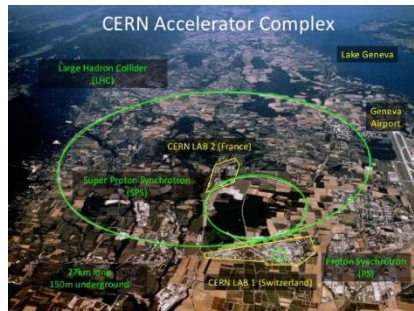 CERN Accelerator Complex
Large Hadron Collider
(LHC)
Lake Geneva
Geneva
Airport
CERN LAB 2 (France)
Super Proton Synchrotron
(SPS)
27km long
150m underground
Proton Synchrotron
(PS)
CERN LAB 1 (Switzerland)